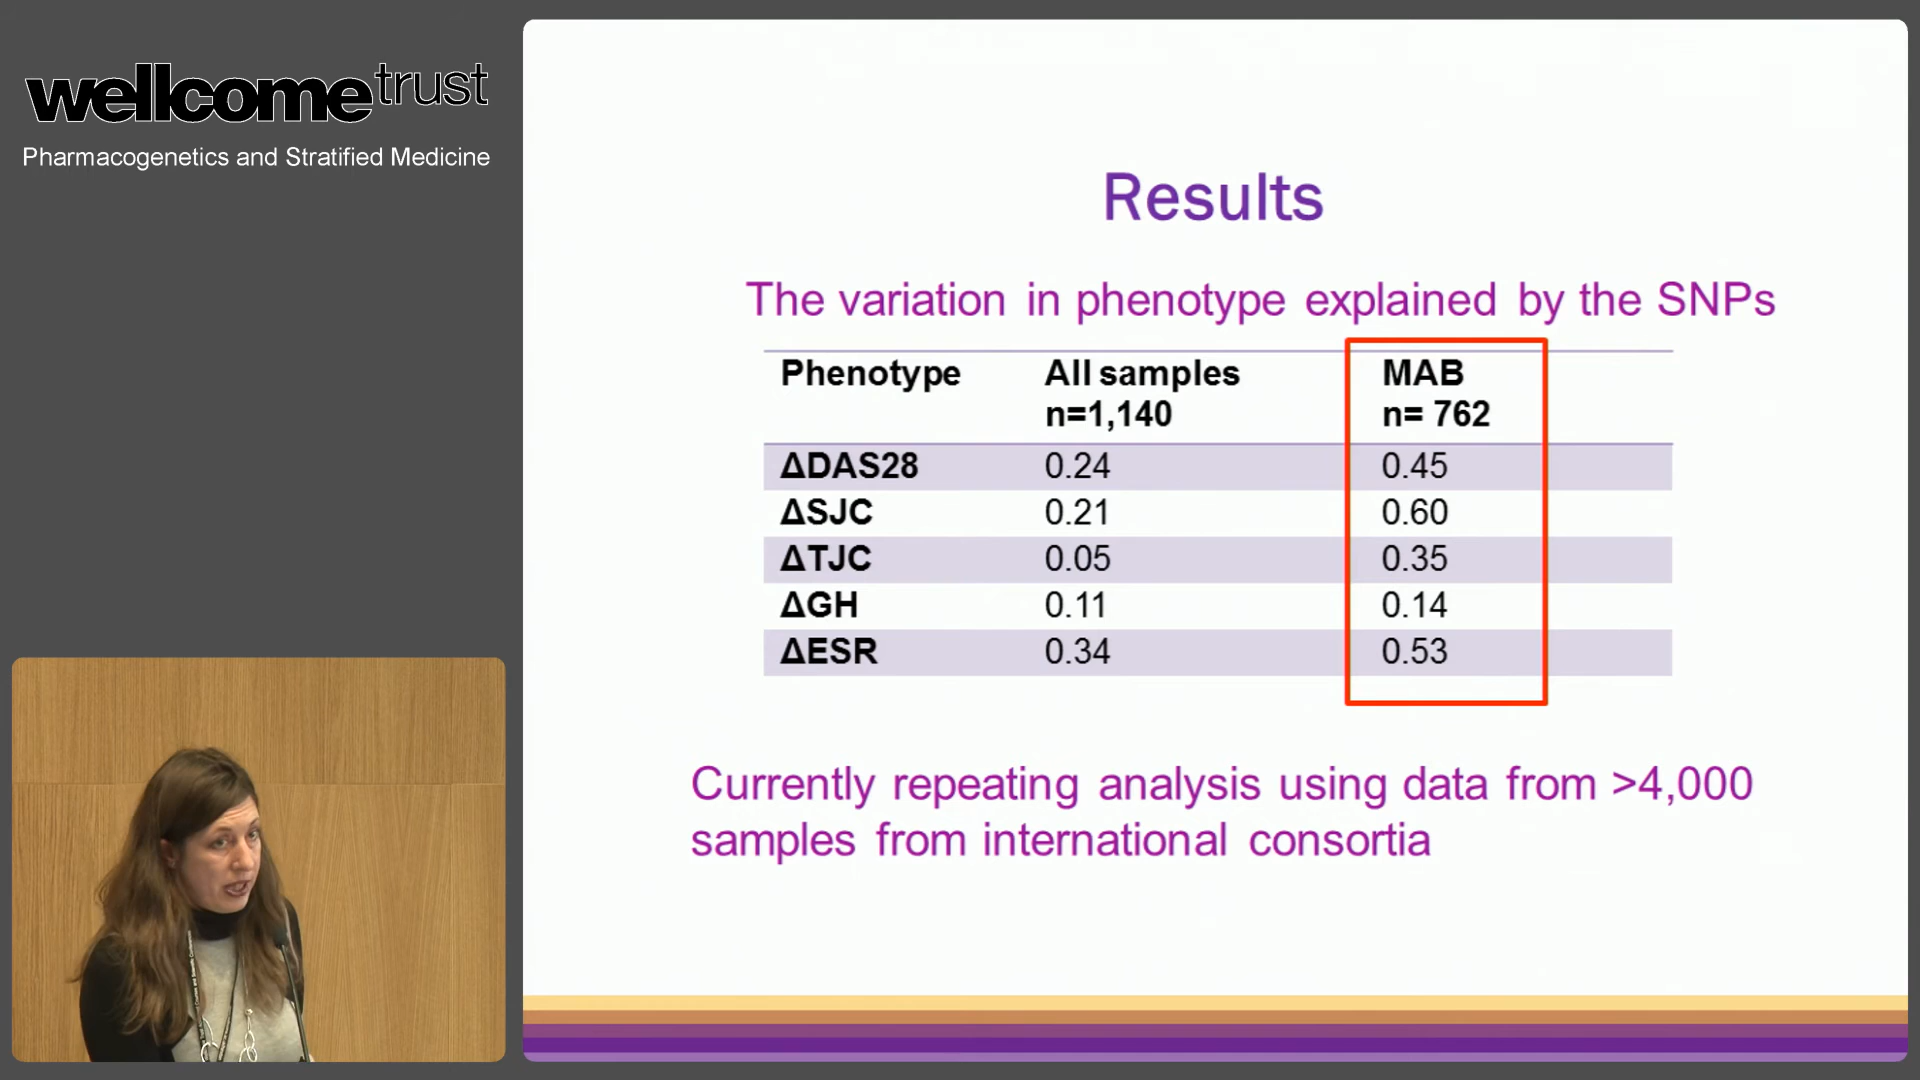 wellcometrust
Pharmacogenetics and Stratified Medicine
Results
The variation in phenotype explained by the SNPs
Phenotype All samples n=1,140 MAB n= 762
ΔDAS28 0.24 0.45
ΔSJC 0.21 0.60
ΔTJC 0.05 0.35
ΔGH 0.11 0.14
ΔESR 0.34 0.53
Currently repeating analysis using data from >4,000
samples from international consortia